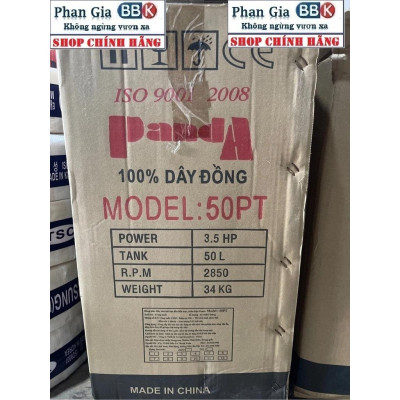 Phan Gia BBK
Không ngừng vươn xa
SHOP CHÍNH HÃNG
Phan Gia BBK
Không ngừng vươn xa
SHOP CHÍNH HÃNG
ISO 9001 2008
PandA
100% DÂY ĐỒNG
MODEL:50PT
POWER 3.5 HP
TANK 50L
R.P.M 2850
WEIGHT 34 KG
MADE IN CHINA